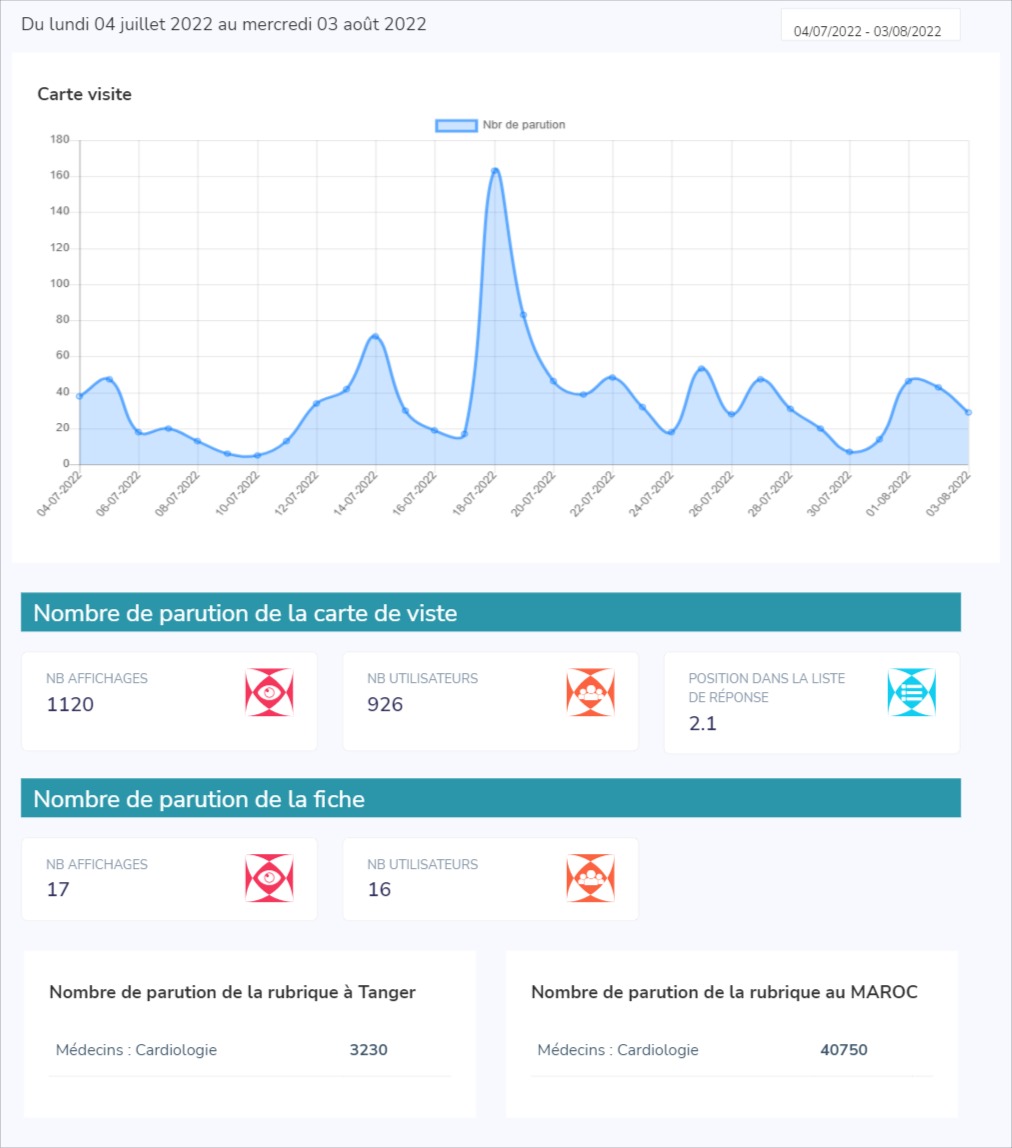 Du lundi 04 juillet 2022 au mercredi 03 août 2022
04/07/2022 - 03/08/2022
Carte visite
Nbr de parution
180
160
140
120
100
80
60
40
20
0
04-07-2022
06-07-2022
08-07-2022
10-07-2022
12-07-2022
14-07-2022
16-07-2022
18-07-2022
20-07-2022
22-07-2022
24-07-2022
26-07-2022
28-07-2022
30-07-2022
01-08-2022
03-08-2022
Nombre de parution de la carte de viste
NB AFFICHAGES
1120
NB UTILISATEURS
926
POSITION DANS LA LISTE
DE RÉPONSE
2.1
Nombre de parution de la fiche
NB AFFICHAGES
17
NB UTILISATEURS
16
Nombre de parution de la rubrique à Tanger
Médecins : Cardiologie 3230
Nombre de parution de la rubrique au MAROC
Médecins : Cardiologie 40750